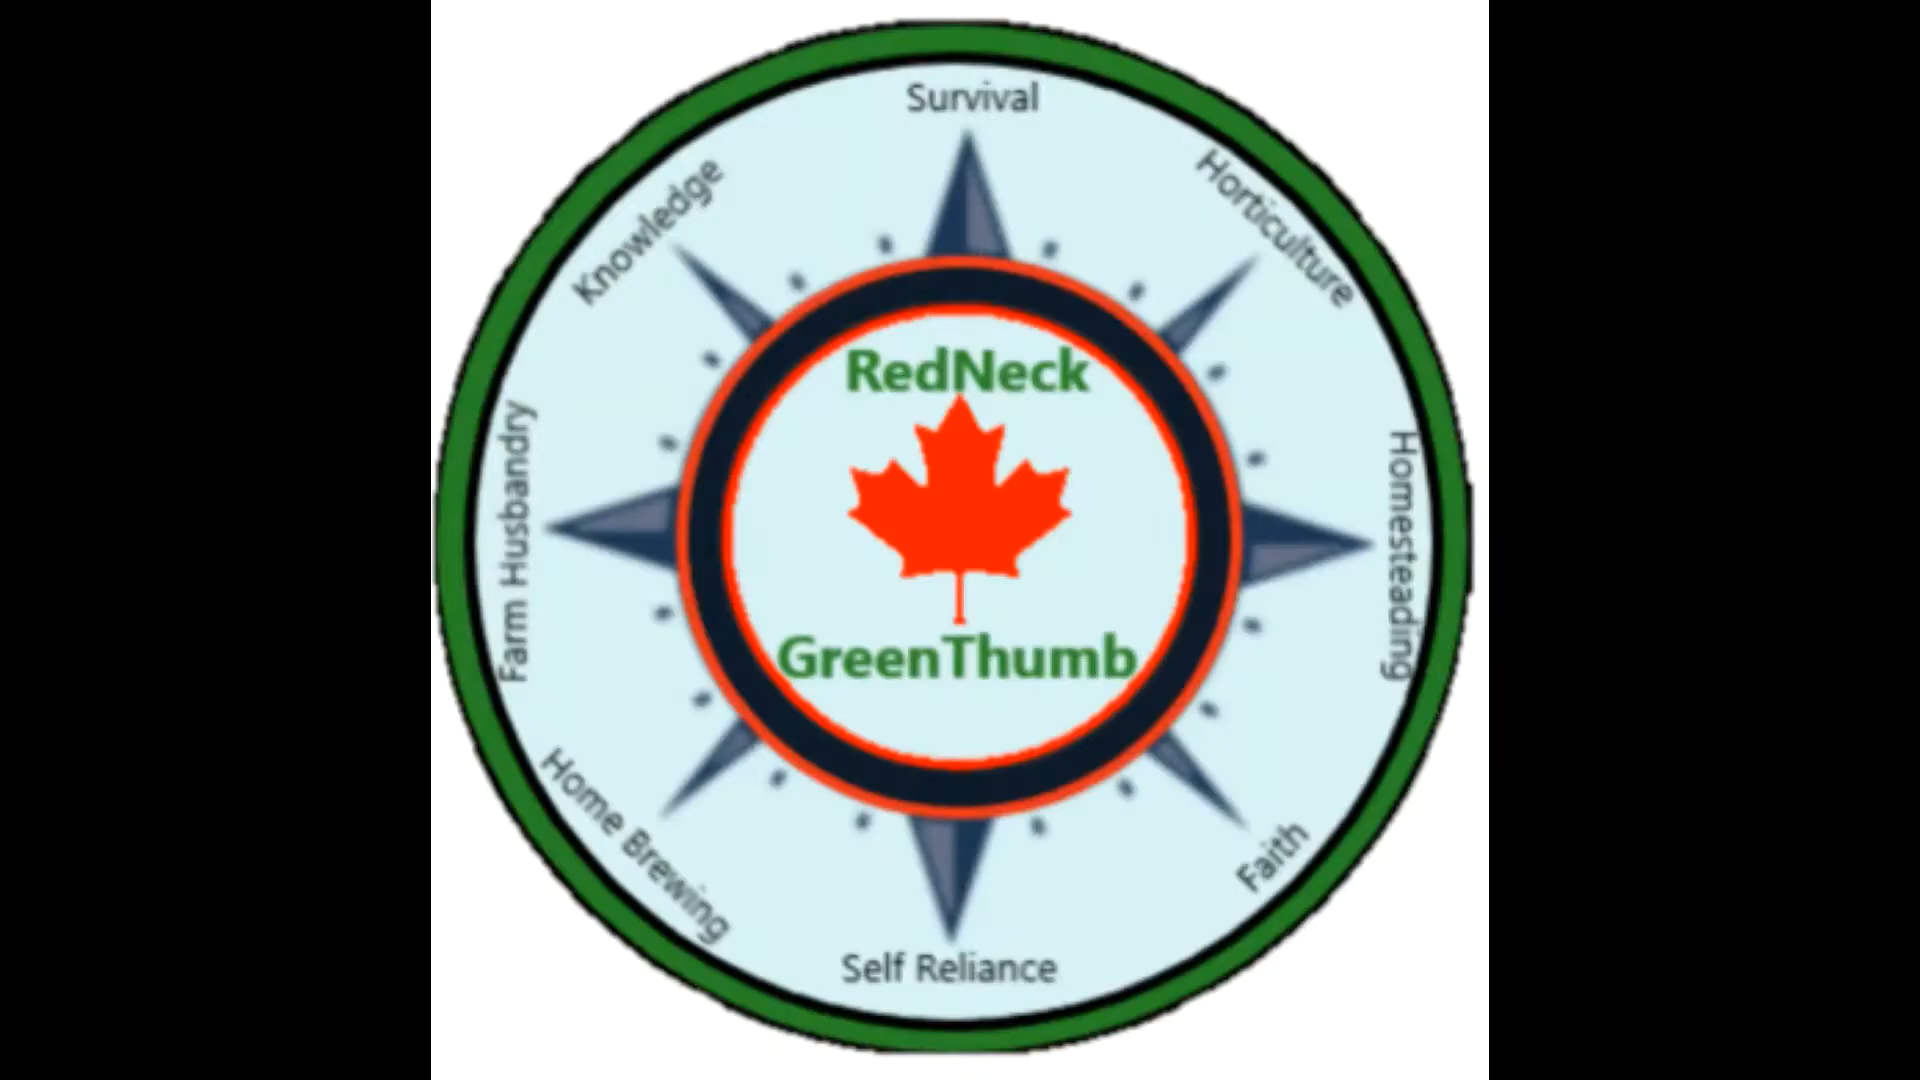 Survival
Horticulture
Homesteading
Faith
Self Reliance
Home Brewing
Farm Husbandry
Knowledge
RedNeck
GreenThumb